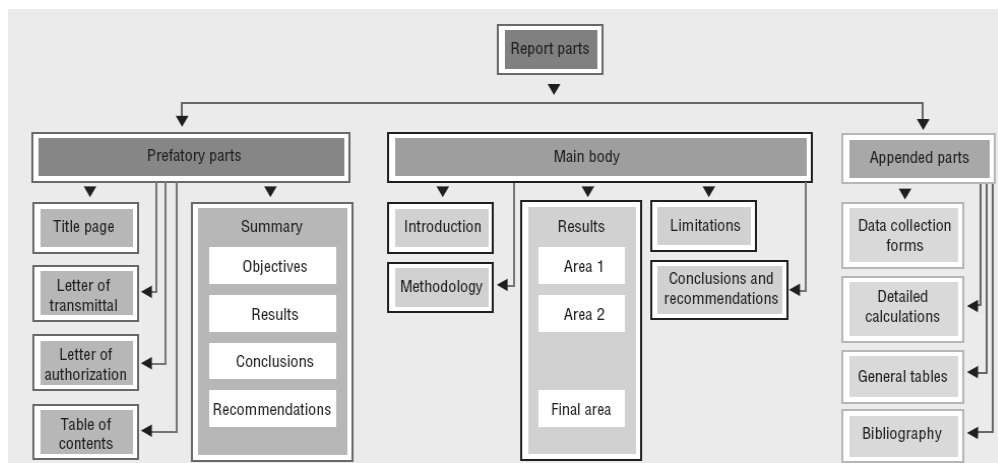 Report parts
Prefatory parts
Main body
Appended parts
Title page
Letter of
transmittal
Letter of
authorization
Table of
contents
Summary
Objectives
Results
Conclusions
Recommendations
Introduction
Methodology
Results
Area 1
Area 2
Final area
Limitations
Conclusions and
recommendations
Data collection
forms
Detailed
calculations
General tables
Bibliography